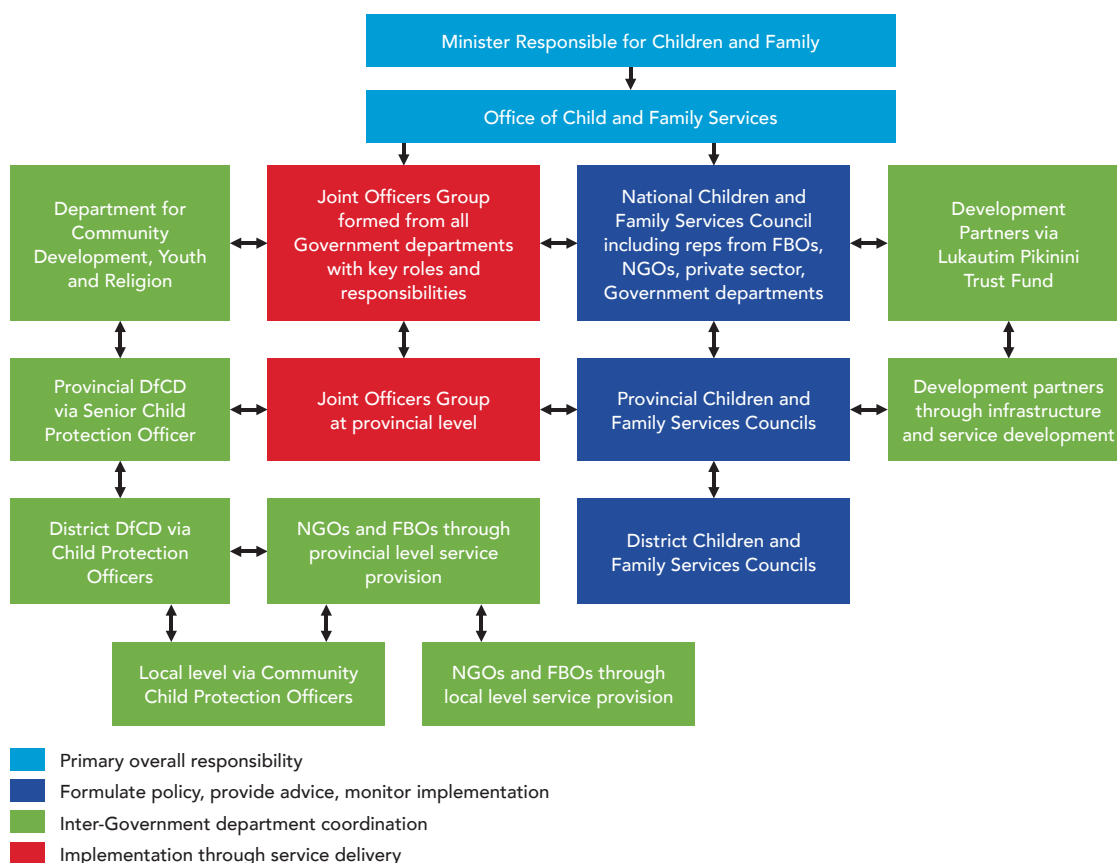 Minister Responsible for Children and Family
Office of Child and Family Services
Department for
Community
Development, Youth
and Religion
Joint Officers Group
formed from all
Government departments
with key roles and
responsibilities
National Children and
Family Services Council
including reps from FBOs,
NGOs, private sector,
Government departments
Development
Partners via
Lukautim Pikinini
Trust Fund
Provincial DfCD
via Senior Child
Protection Officer
Joint Officers Group
at provincial level
Provincial Children and
Family Services Councils
Development partners
through infrastructure
and service development
District DfCD via
Child Protection
Officers
NGOs and FBOs through
provincial level service
provision
District Children and
Family Services Councils
Local level via Community
Child Protection Officers
NGOs and FBOs through
local level service provision
Primary overall responsibility
Formulate policy, provide advice, monitor implementation
Inter-Government department coordination
Implementation through service delivery